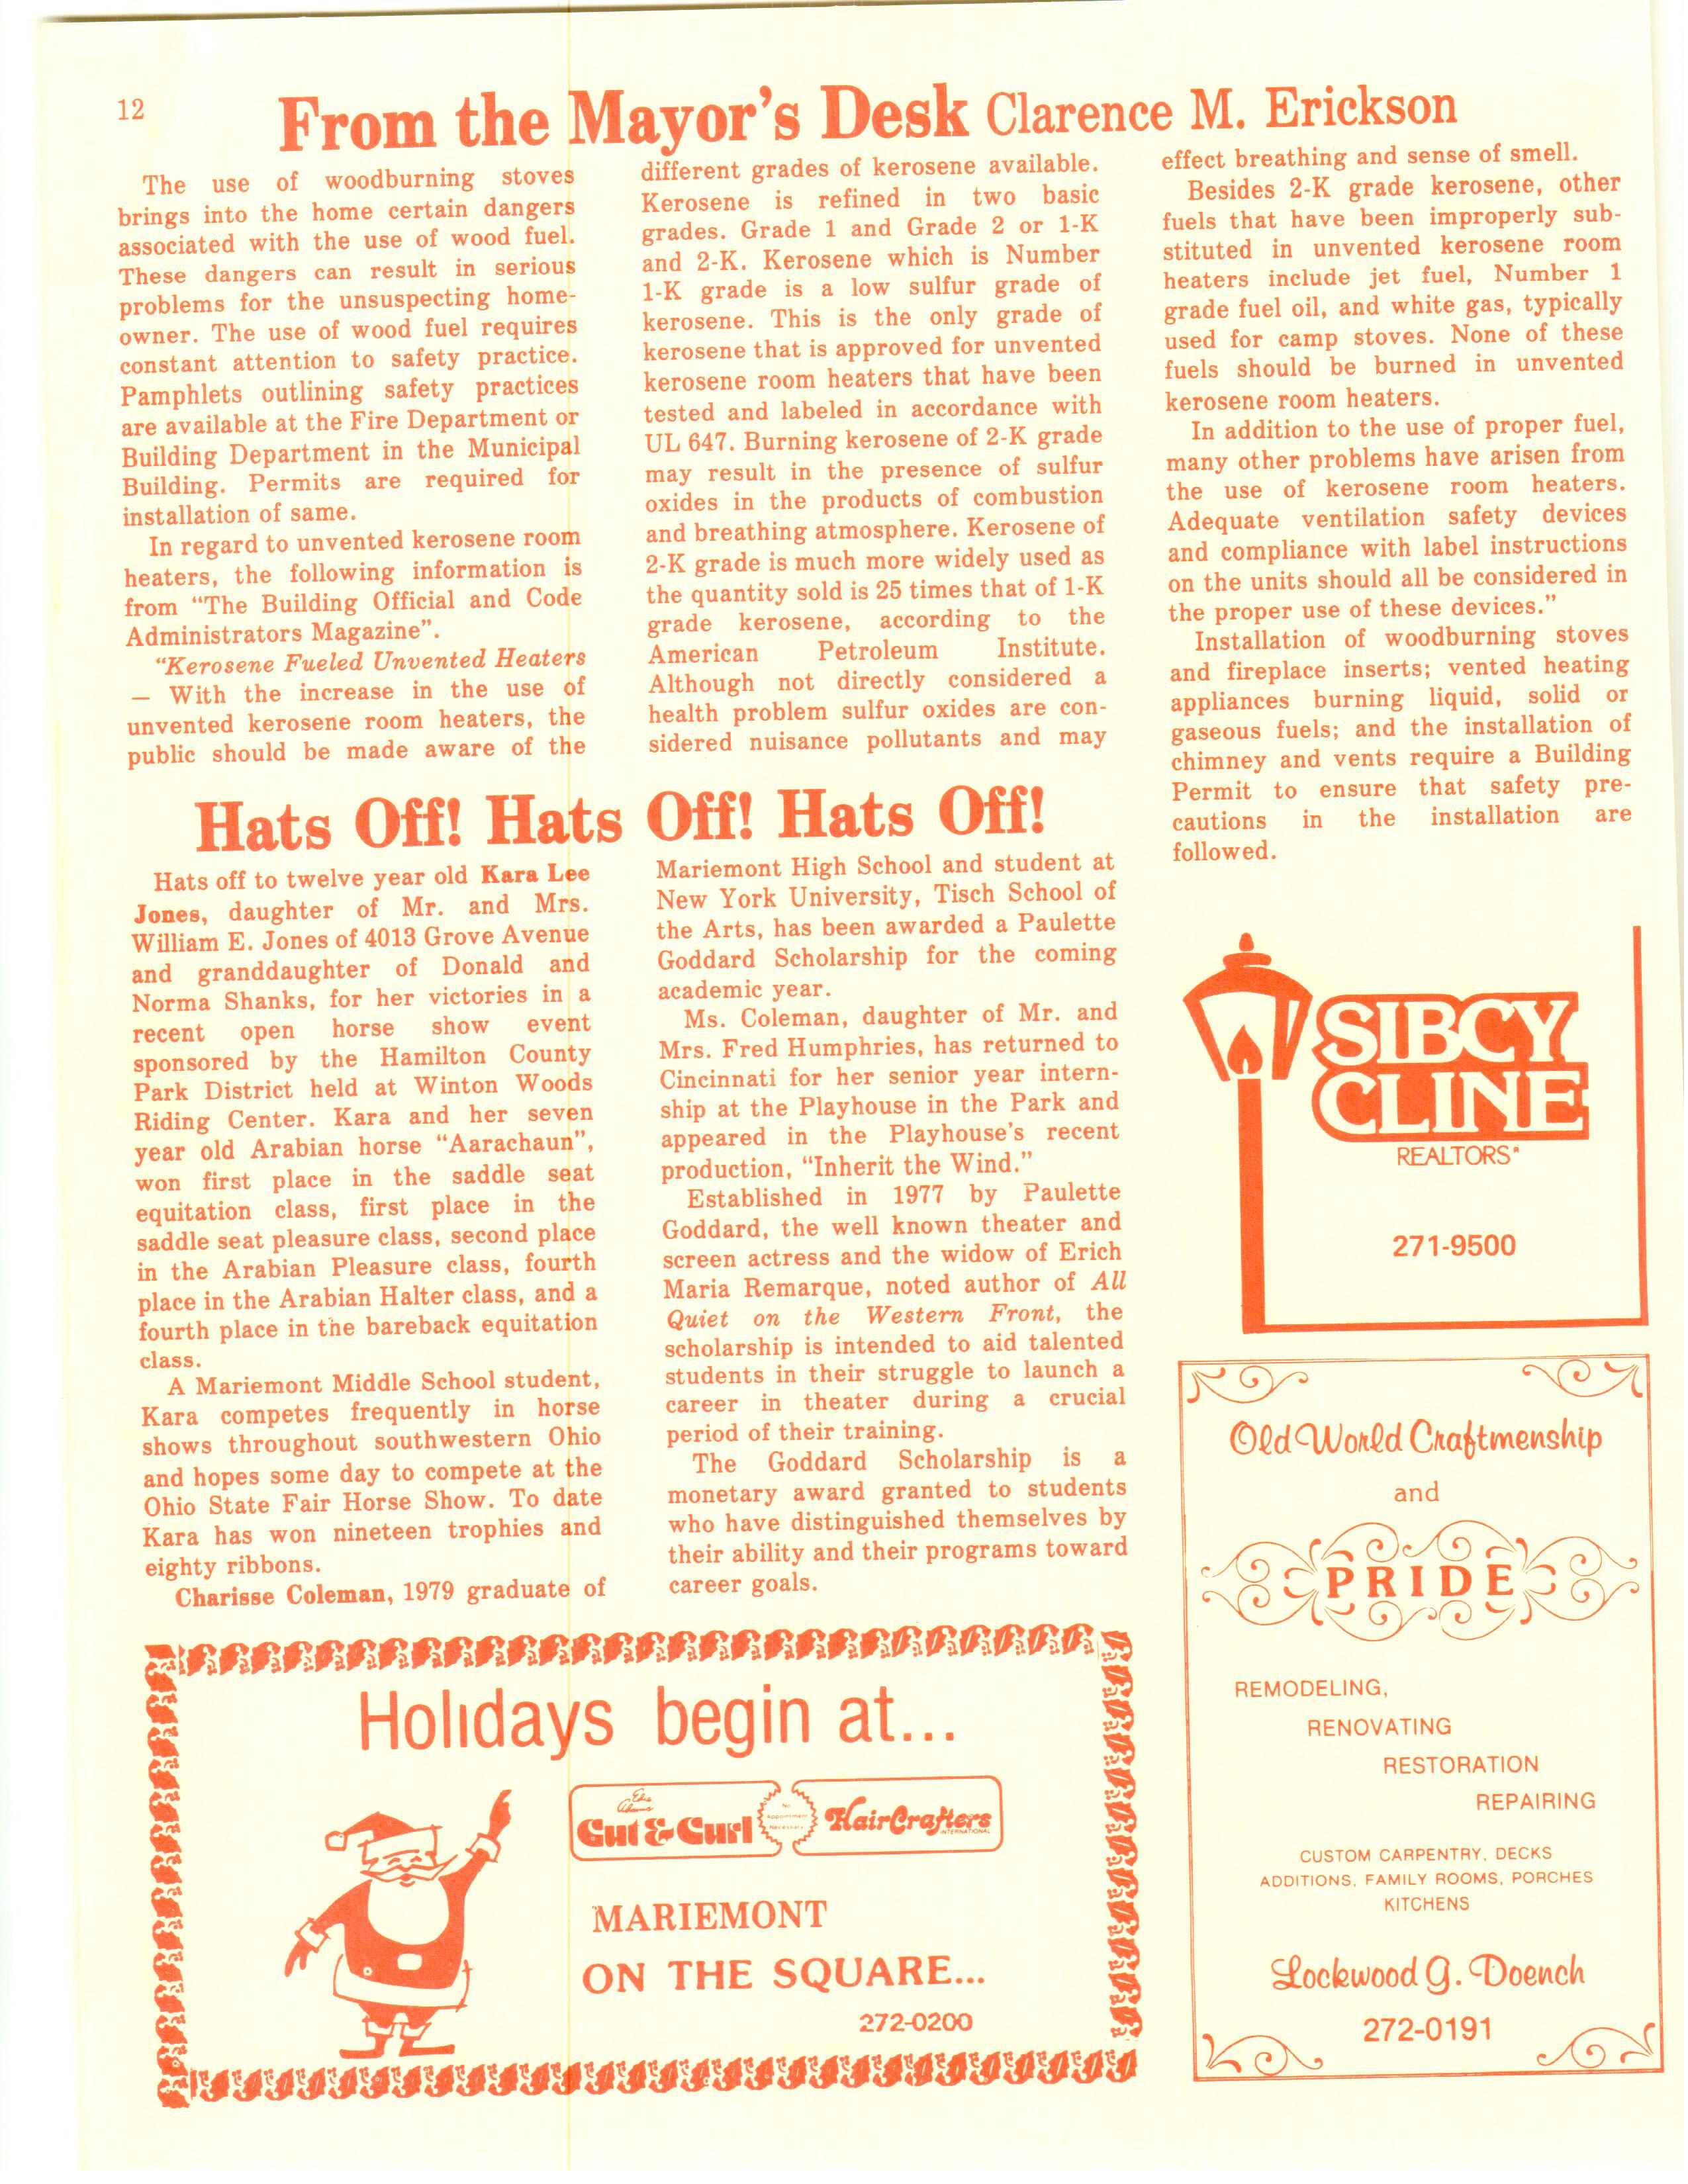 12
From the Mayor's Desk Clarence M. Erickson
The use of woodburning stoves
brings into the home certain dangers
associated with the use of wood fuel.
These dangers can result in serious
problems for the unsuspecting home-
owner. The use of wood fuel requires
constant attention to safety practice.
Pamphlets outlining safety practices
are available at the Fire Department or
Building Department in the Municipal
Building. Permits are required for
installation of same.
In regard to unvented kerosene room
heaters, the following information is
from "The Building Official and Code
Administrators Magazine".
"Kerosene Fueled Unvented Heaters
— With the increase in the use of
unvented kerosene room heaters, the
public should be made aware of the
different grades of kerosene available.
Kerosene is refined in two basic
grades. Grade 1 and Grade 2 or 1-K
and 2-K. Kerosene which is Number
1-K grade is a low sulfur grade of
kerosene. This is the only grade of
kerosene that is approved for unvented
kerosene room heaters that have been
tested and labeled in accordance with
UL 647. Burning kerosene of 2-K grade
may result in the presence of sulfur
oxides in the products of combustion
and breathing atmosphere. Kerosene of
2-K grade is much more widely used as
the quantity sold is 25 times that of 1-K
grade kerosene, according to the
American Petroleum Institute.
Although not directly considered a
health problem sulfur oxides are con-
sidered nuisance pollutants and may
effect breathing and sense of smell.
Besides 2-K grade kerosene, other
fuels that have been improperly sub-
stituted in unvented kerosene room
heaters include jet fuel, Number 1
grade fuel oil, and white gas, typically
used for camp stoves. None of these
fuels should be burned in unvented
kerosene room heaters.
In addition to the use of proper fuel,
many other problems have arisen from
the use of kerosene room heaters.
Adequate ventilation safety devices
and compliance with label instructions
on the units should all be considered in
the proper use of these devices."
Installation of woodburning stoves
and fireplace inserts; vented heating
appliances burning liquid, solid or
gaseous fuels; and the installation of
chimney and vents require a Building
Permit to ensure that safety pre-
cautions in the installation are
followed.
Hats Off! Hats Off! Hats Off!
Hats off to twelve year old Kara Lee
Jones, daughter of Mr. and Mrs.
William E. Jones of 4013 Grove Avenue
and granddaughter of Donald and
Norma Shanks, for her victories in a
recent open horse show event
sponsored by the Hamilton County
Park District held at Winton Woods
Riding Center. Kara and her seven
year old Arabian horse "Aarachaun",
won first place in the saddle seat
equitation class, first place in the
saddle seat pleasure class, second place
in the Arabian Pleasure class, fourth
place in the Arabian Halter class, and a
fourth place in the bareback equitation
class.
A Mariemont Middle School student,
Kara competes frequently in horse
shows throughout southwestern Ohio
and hopes some day to compete at the
Ohio State Fair Horse Show. To date
Kara has won nineteen trophies and
eighty ribbons.
Charisse Coleman, 1979 graduate of
Mariemont High School and student at
New York University, Tisch School of
the Arts, has been awarded a Paulette
Goddard Scholarship for the coming
academic year.
Ms. Coleman, daughter of Mr. and
Mrs. Fred Humphries, has returned to
Cincinnati for her senior year intern-
ship at the Playhouse in the Park and
appeared in the Playhouse's recent
production, "Inherit the Wind."
Established in 1977 by Paulette
Goddard, the well known theater and
screen actress and the widow of Erich
Maria Remarque, noted author of All
Quiet on the Western Front, the
scholarship is intended to aid talented
students in their struggle to launch a
career in theater during a crucial
period of their training.
The Goddard Scholarship is a
monetary award granted to students
who have distinguished themselves by
their ability and their programs toward
career goals.
SIBCY
CLINE
REALTORS®
271-9500
Old World Craftmenship
and
PRIDE
REMODELING,
RENOVATING
RESTORATION
REPAIRING
CUSTOM CARPENTRY, DECKS
ADDITIONS, FAMILY ROOMS, PORCHES
KITCHENS
Lockwood G. Doench
272-0191
Holidays begin at...
Edie
Adams
Cut & Curl
No
Appointment
Necessary
HairCrafters
INTERNATIONAL
MARIEMONT
ON THE SQUARE...
272-0200